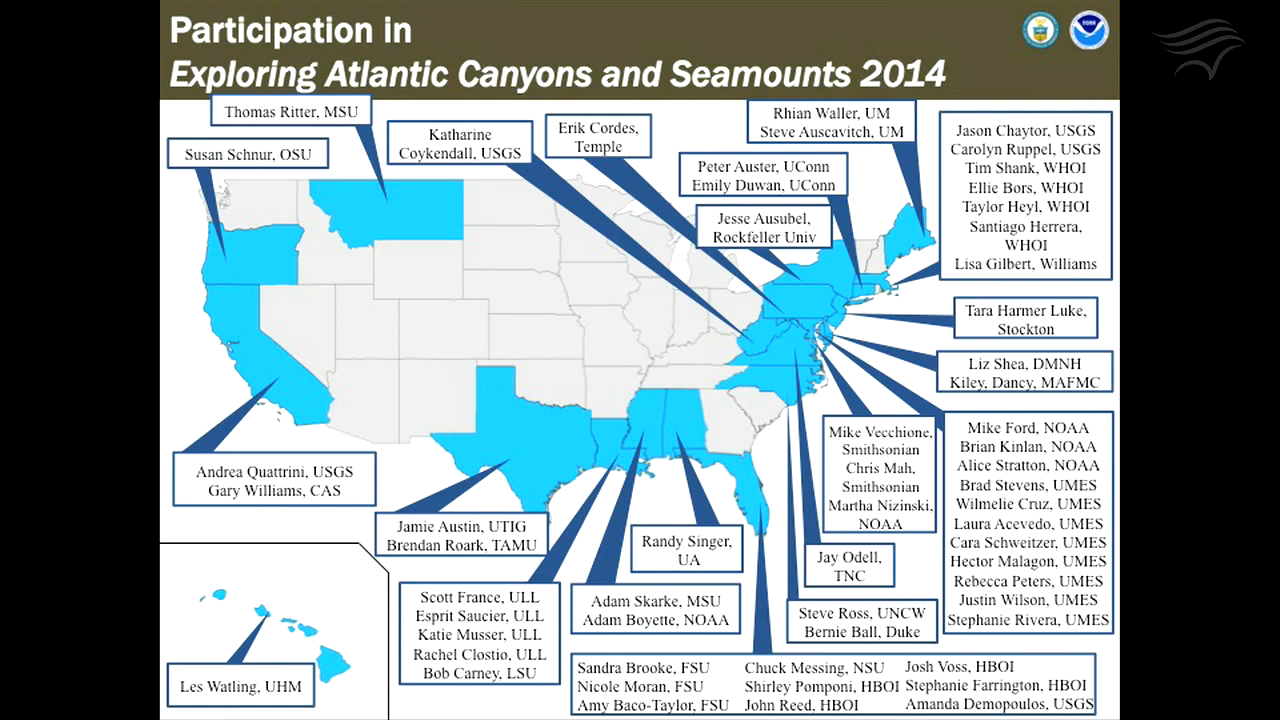 Participation in
Exploring Atlantic Canyons and Seamounts 2014
Thomas Ritter, MSU
Susan Schnur, OSU
Katharine
Coykendall, USGS
Erik Cordes,
Temple
Rhian Waller, UM
Steve Auscavitch, UM
Peter Auster, UConn
Emily Duwan, UConn
Jesse Ausubel,
Rockfeller Univ
Jason Chaytor, USGS
Carolyn Ruppel, USGS
Tim Shank, WHOI
Ellie Bors, WHOI
Taylor Heyl, WHOI
Santiago Herrera,
WHOI
Lisa Gilbert, Williams
Tara Harmer Luke,
Stockton
Liz Shea, DMNH
Kiley, Dancy, MAFMC
Mike Vecchione,
Smithsonian
Chris Mah,
Smithsonian
Martha Nizinski,
NOAA
Mike Ford, NOAA
Brian Kinlan, NOAA
Alice Stratton, NOAA
Brad Stevens, UMES
Wilmelie Cruz, UMES
Laura Acevedo, UMES
Cara Schweitzer, UMES
Hector Malagon, UMES
Rebecca Peters, UMES
Justin Wilson, UMES
Stephanie Rivera, UMES
Andrea Quattrini, USGS
Gary Williams, CAS
Jamie Austin, UTIG
Brendan Roark, TAMU
Randy Singer,
UA
Jay Odell,
TNC
Scott France, ULL
Esprit Saucier, ULL
Katie Musser, ULL
Rachel Clostio, ULL
Bob Carney, LSU
Adam Skarke, MSU
Adam Boyette, NOAA
Steve Ross, UNCW
Bernie Ball, Duke
Les Watling, UHM
Sandra Brooke, FSU
Nicole Moran, FSU
Amy Baco-Taylor, FSU
Chuck Messing, NSU
Shirley Pomponi, HBOI
John Reed, HBOI
Josh Voss, HBOI
Stephanie Farrington, HBOI
Amanda Demopoulos, USGS